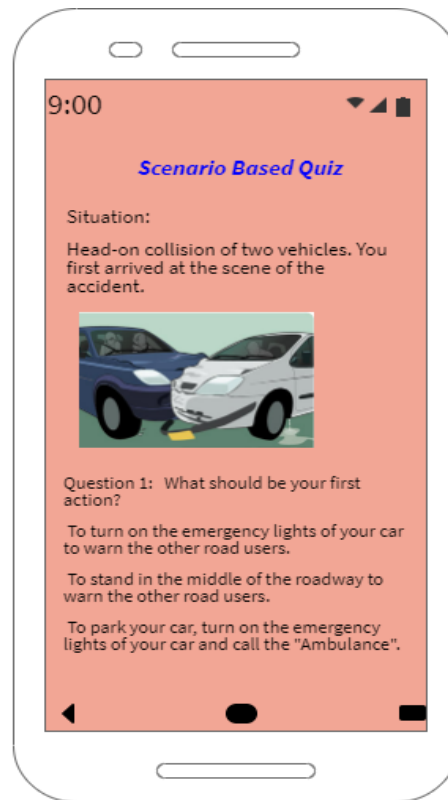 9:00
Scenario Based Quiz
Situation:
Head-on collision of two vehicles. You
first arrived at the scene of the
accident.
Question 1: What should be your first
action?
To turn on the emergency lights of your car
to warn the other road users.
To stand in the middle of the roadway to
warn the other road users.
To park your car, turn on the emergency
lights of your car and call the "Ambulance".